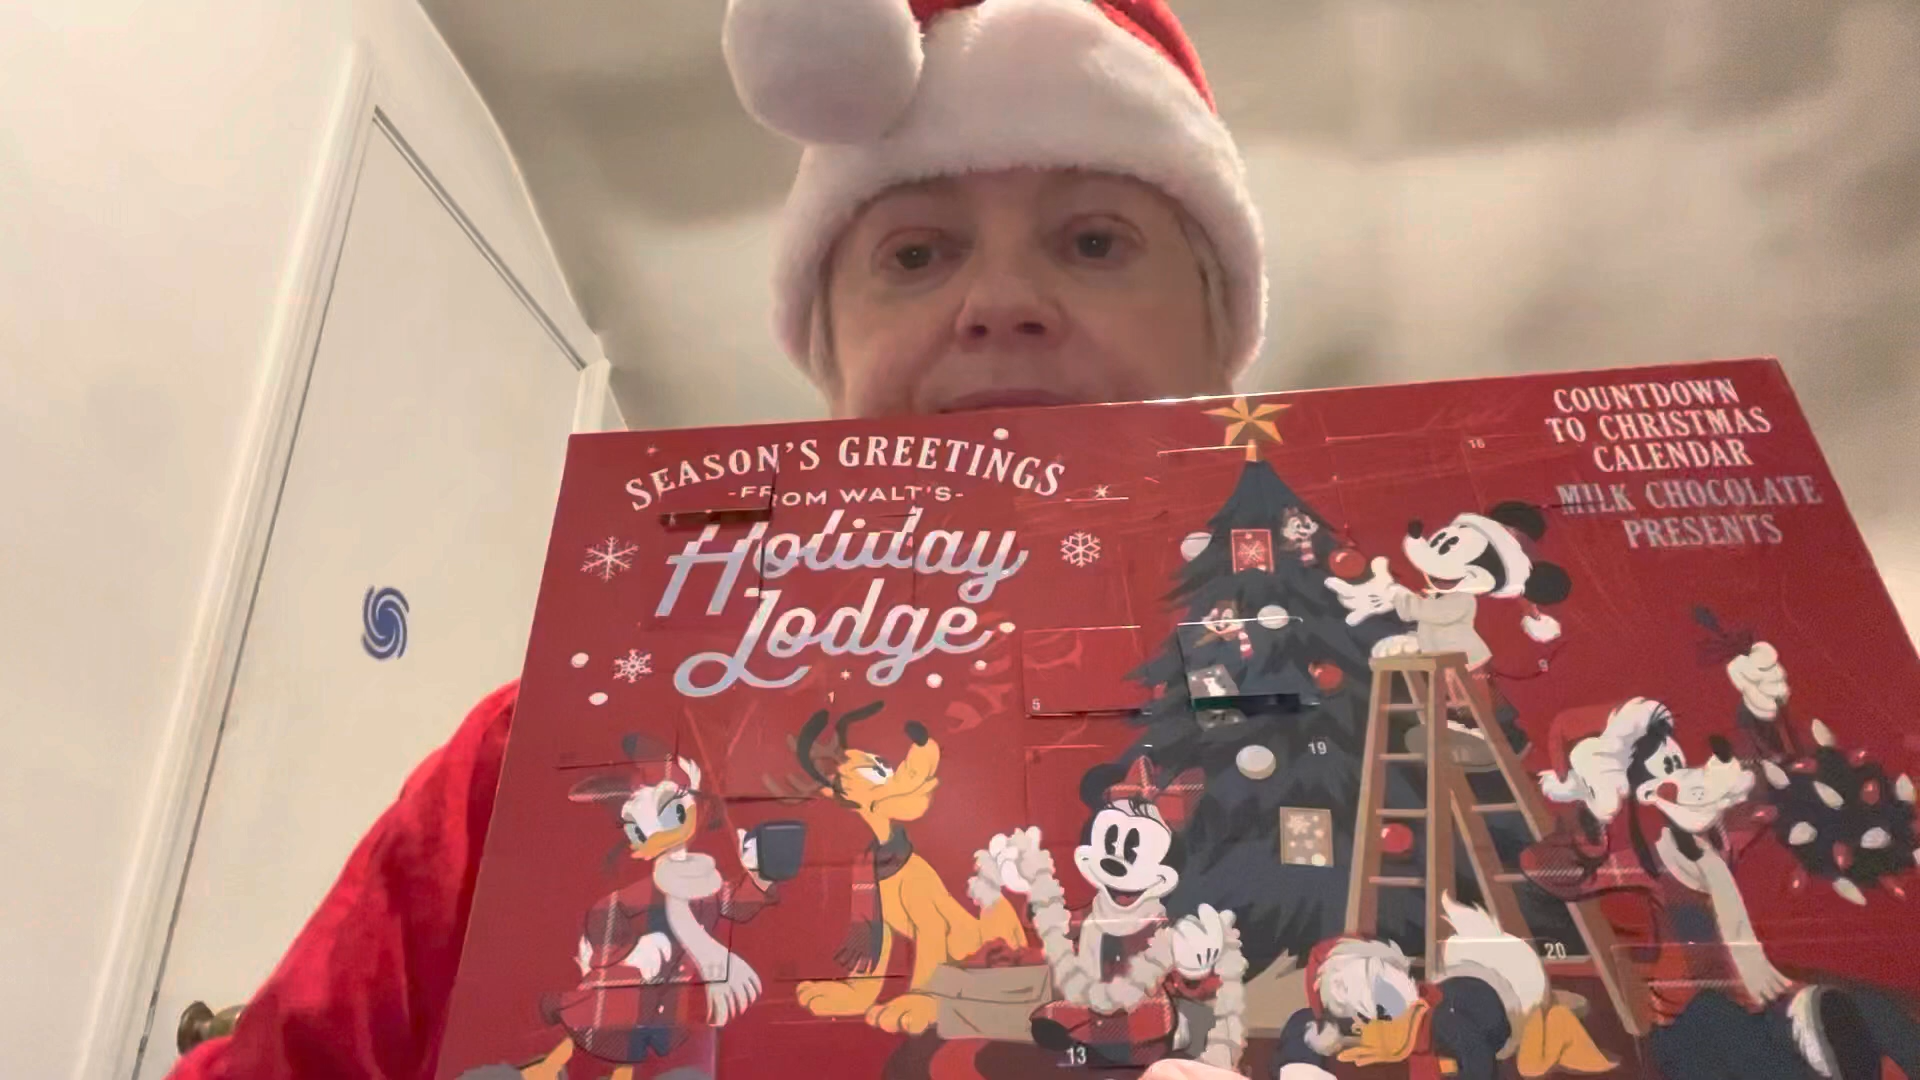 SEASON'S GREETINGS
-FROM WALT'S-
Holiday
Lodge
COUNTDOWN
TO CHRISTMAS
CALENDAR
MILK CHOCOLATE
PRESENTS
16
9
1
5
19
11
20
13